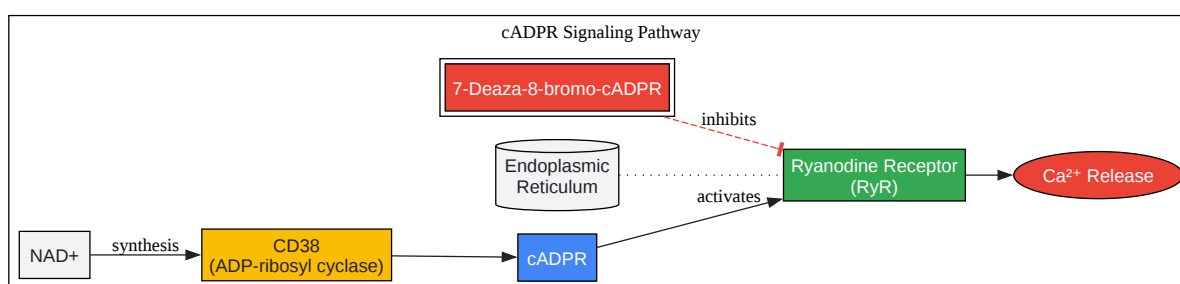 cADPR Signaling Pathway
7-Deaza-8-bromo-cADPR
inhibits
Endoplasmic
Reticulum
Ryanodine Receptor
(RyR)
Ca²⁺ Release
activates
NAD+
synthesis
CD38
(ADP-ribosyl cyclase)
cADPR